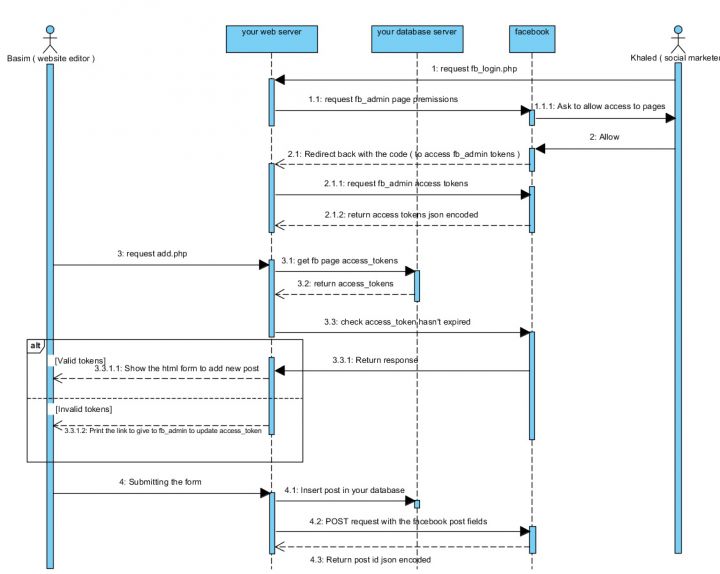 your web server
your database server
facebook
Basim ( website editor )
Khaled ( social marketer
1: request fb_login.php
1.1: request fb_admin page premissions
1.1.1: Ask to allow access to pages
2: Allow
2.1: Redirect back with the code ( to access fb_admin tokens )
2.1.1: request fb_admin access tokens
2.1.2: return access tokens json encoded
3: request add.php
3.1: get fb page access_tokens
3.2: return access_tokens
3.3: check access_token hasn't expired
alt
[Valid tokens]
3.3.1: Return response
3.3.1.1: Show the html form to add new post
[Invalid tokens]
3.3.1.2: Print the link to give to fb_admin to update access_token
4: Submitting the form
4.1: Insert post in your database
4.2: POST request with the facebook post fields
4.3: Return post id json encoded